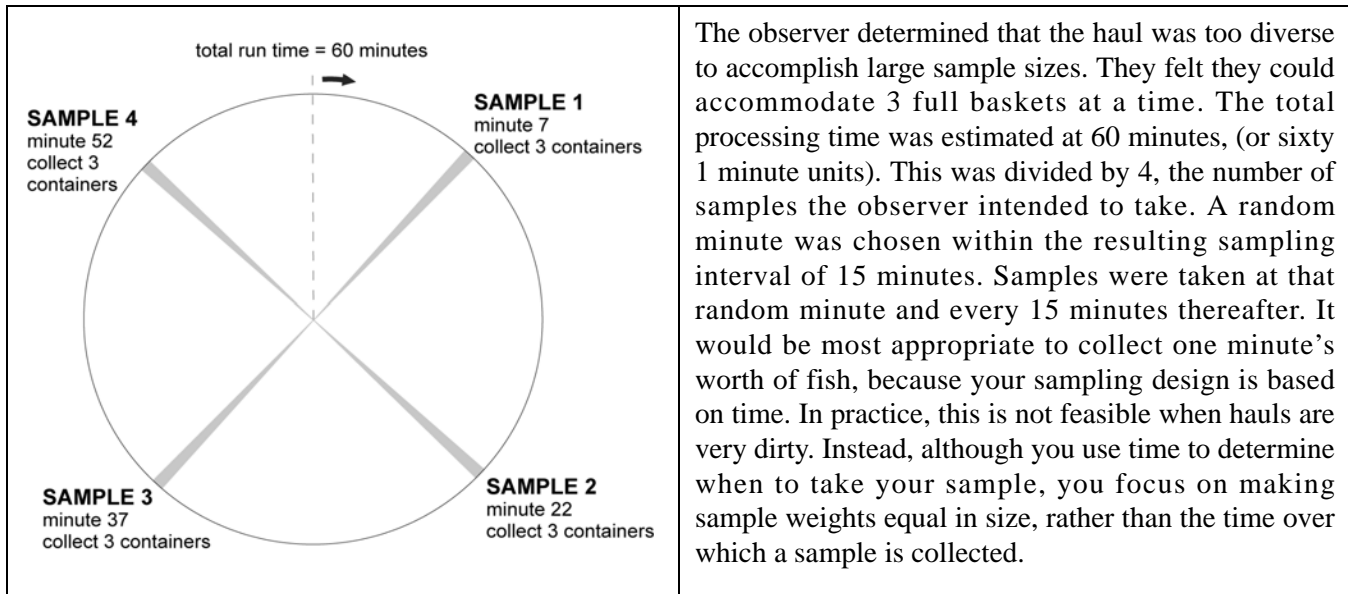 total run time = 60 minutes
SAMPLE 4
minute 52
collect 3
containers
SAMPLE 1
minute 7
collect 3 containers
SAMPLE 3
minute 37
collect 3 containers
SAMPLE 2
minute 22
collect 3 containers
The observer determined that the haul was too diverse
to accomplish large sample sizes. They felt they could
accommodate 3 full baskets at a time. The total
processing time was estimated at 60 minutes, (or sixty
1 minute units). This was divided by 4, the number of
samples the observer intended to take. A random
minute was chosen within the resulting sampling
interval of 15 minutes. Samples were taken at that
random minute and every 15 minutes thereafter. It
would be most appropriate to collect one minute’s
worth of fish, because your sampling design is based
on time. In practice, this is not feasible when hauls are
very dirty. Instead, although you use time to determine
when to take your sample, you focus on making
sample weights equal in size, rather than the time over
which a sample is collected.